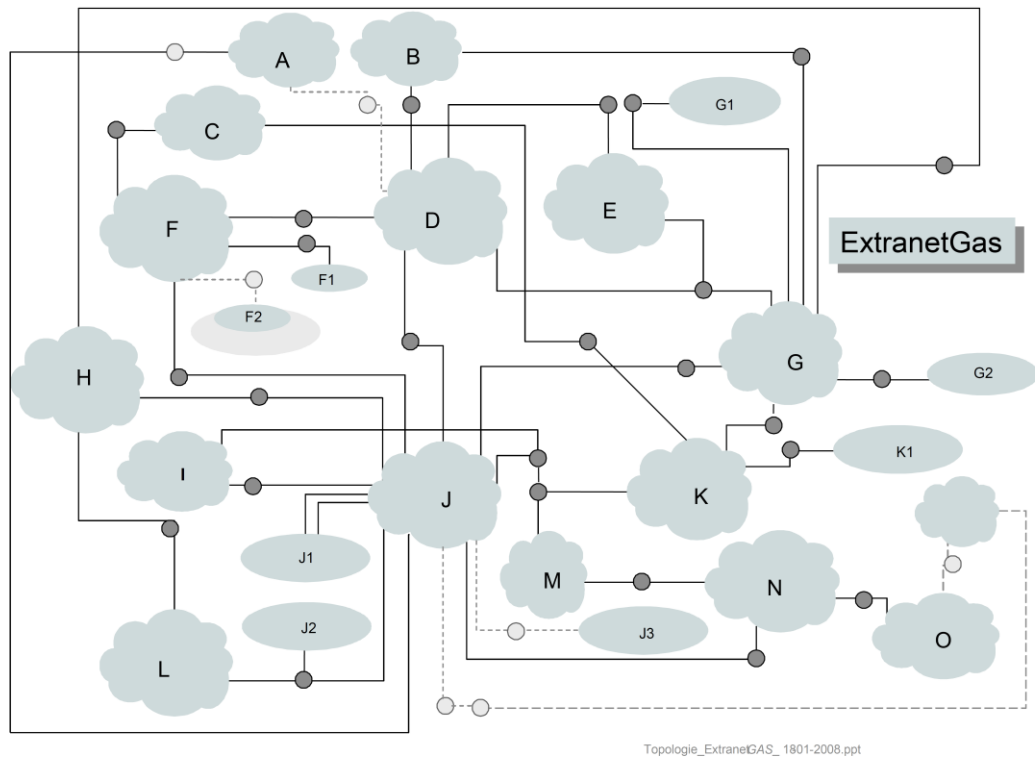 A
B
G1
C
E
D
F
ExtranetGas
F1
F2
H
G
G2
K1
I
J
K
J1
M
N
J2
J3
O
L
Topologie_ExtranetGAS_ 1801-2008.ppt